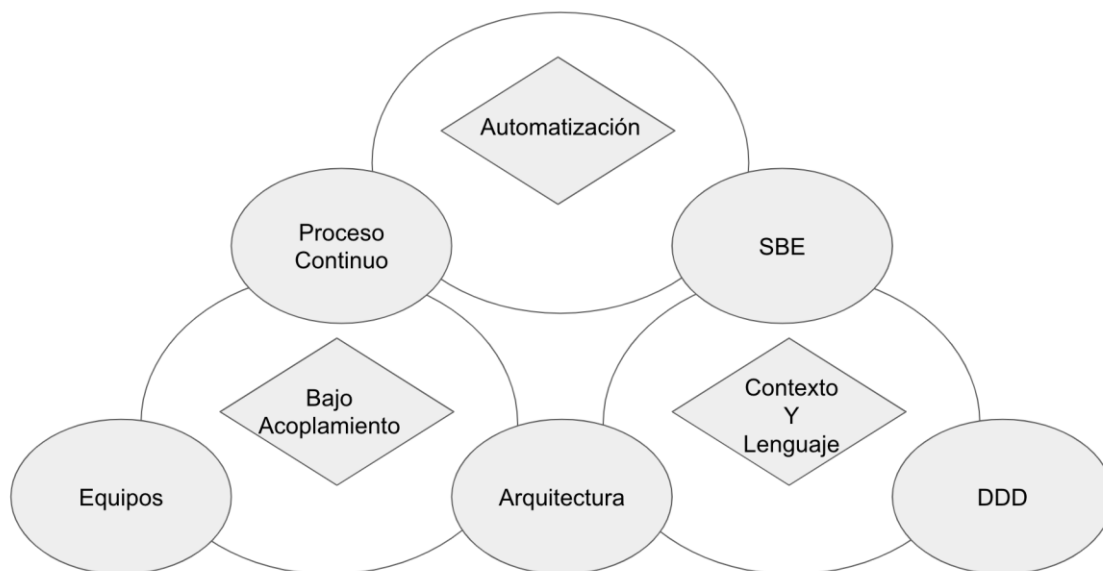 Automatización
Proceso
Continuo
SBE
Bajo
Acoplamiento
Contexto
Y
Lenguaje
Equipos
Arquitectura
DDD